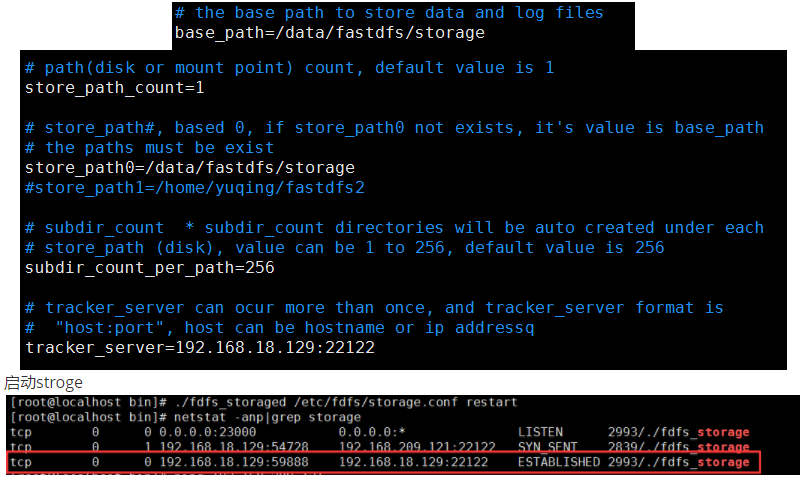 # the base path to store data and log files
base_path=/data/fastdfs/storage
# path(disk or mount point) count, default value is 1
store_path_count=1
# store_path#, based 0, if store_path0 not exists, it's value is base_path
# the paths must be exist
store_path0=/data/fastdfs/storage
#store_path1=/home/yuqing/fastdfs2
# subdir_count  * subdir_count directories will be auto created under each
# store_path (disk), value can be 1 to 256, default value is 256
subdir_count_per_path=256
# tracker_server can ocur more than once, and tracker_server format is
#  "host:port", host can be hostname or ip addressq
tracker_server=192.168.18.129:22122
启动stroge
[root@localhost bin]# ./fdfs_storaged /etc/fdfs/storage.conf restart
[root@localhost bin]# netstat -anp|grep storage
tcp 0 0 0.0.0.0:23000 0.0.0.0:* LISTEN 2993/./fdfs_storage
tcp 0 1 192.168.18.129:54728 192.168.209.121:22122 SYN_SENT 2839/./fdfs_storage
tcp 0 0 192.168.18.129:59888 192.168.18.129:22122 ESTABLISHED 2993/./fdfs_storage